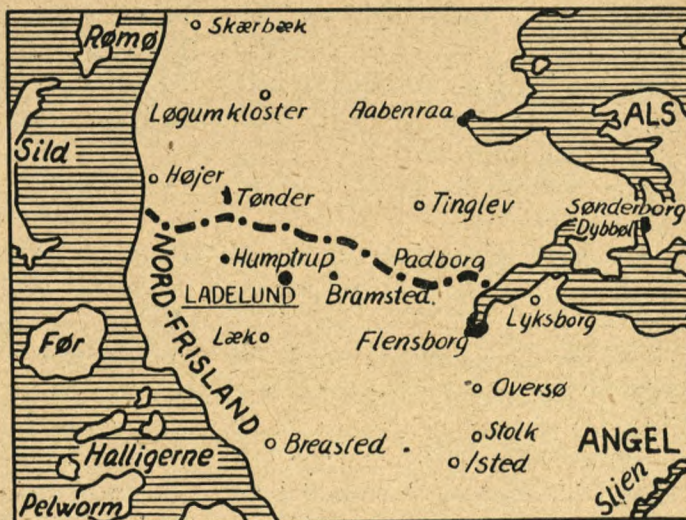 Rømø
Skærbæk
Løgumkloster
Aabenraa
ALS
Sild
Højer
Tønder
Tinglev
Sønderborg
Dybbøl
Humptrup
Padborg
LADELUND
Bramsted.
NORD-FRISLAND
Lyksborg
Før
Læk
Flensborg
Oversø
Stolk
ANGEL
Breasted
Isted
Halligerne
Slien
Pelworm